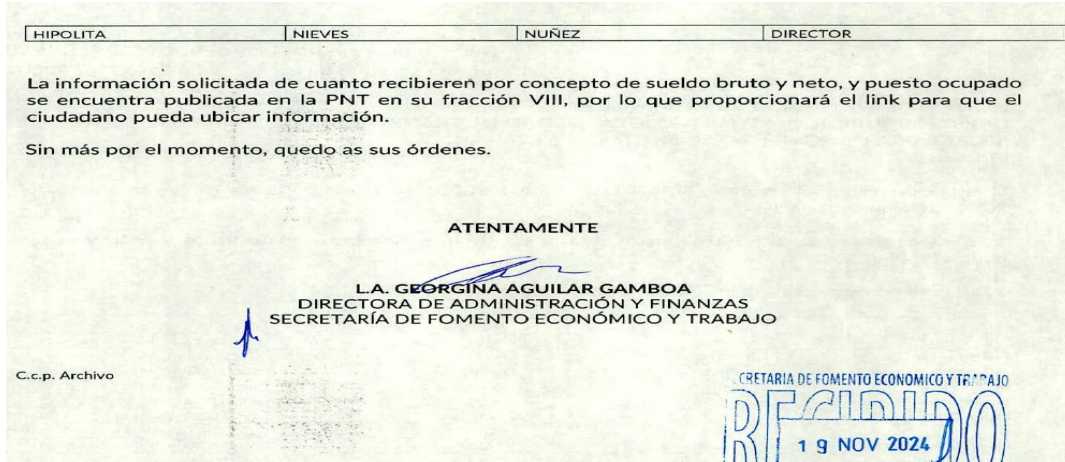 HIPOLITA NIEVES NUÑEZ DIRECTOR
La información solicitada de cuanto recibieren por concepto de sueldo bruto y neto, y puesto ocupado
se encuentra publicada en la PNT en su fracción VIII, por lo que proporcionará el link para que el
ciudadano pueda ubicar información.
Sin más por el momento, quedo as sus órdenes.
ATENTAMENTE
L.A. GEORGINA AGUILAR GAMBOA
DIRECTORA DE ADMINISTRACIÓN Y FINANZAS
SECRETARÍA DE FOMENTO ECONÓMICO Y TRABAJO
C.c.p. Archivo
CRETARIA DE FOMENTO ECONOMICO Y TRABAJO
RECIBIDO
19 NOV 2024